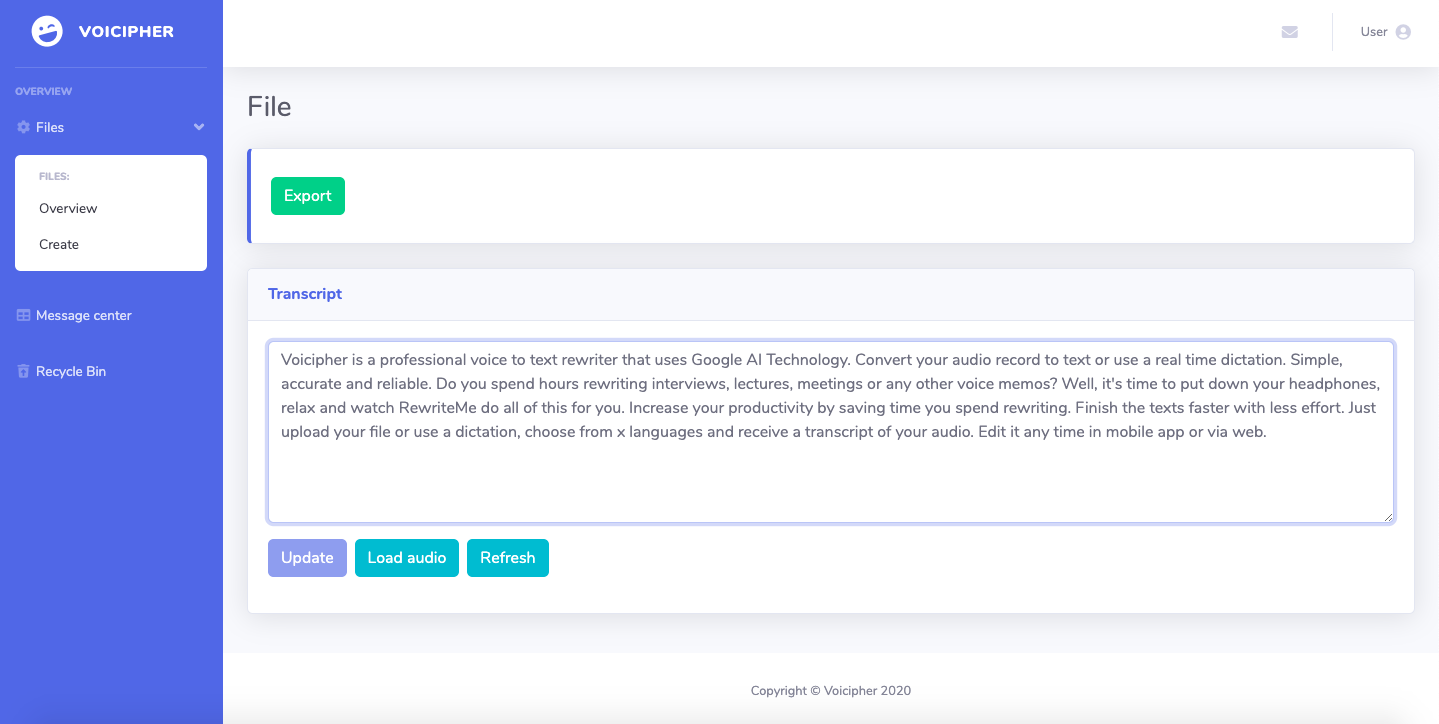 VOICIPHER
User
OVERVIEW
Files
FILES:
Overview
Create
Message center
Recycle Bin
File
Export
Transcript
Voicipher is a professional voice to text rewriter that uses Google AI Technology. Convert your audio record to text or use a real time dictation. Simple,
accurate and reliable. Do you spend hours rewriting interviews, lectures, meetings or any other voice memos? Well, it's time to put down your headphones,
relax and watch RewriteMe do all of this for you. Increase your productivity by saving time you spend rewriting. Finish the texts faster with less effort. Just
upload your file or use a dictation, choose from x languages and receive a transcript of your audio. Edit it any time in mobile app or via web.
Update Load audio Refresh
Copyright © Voicipher 2020